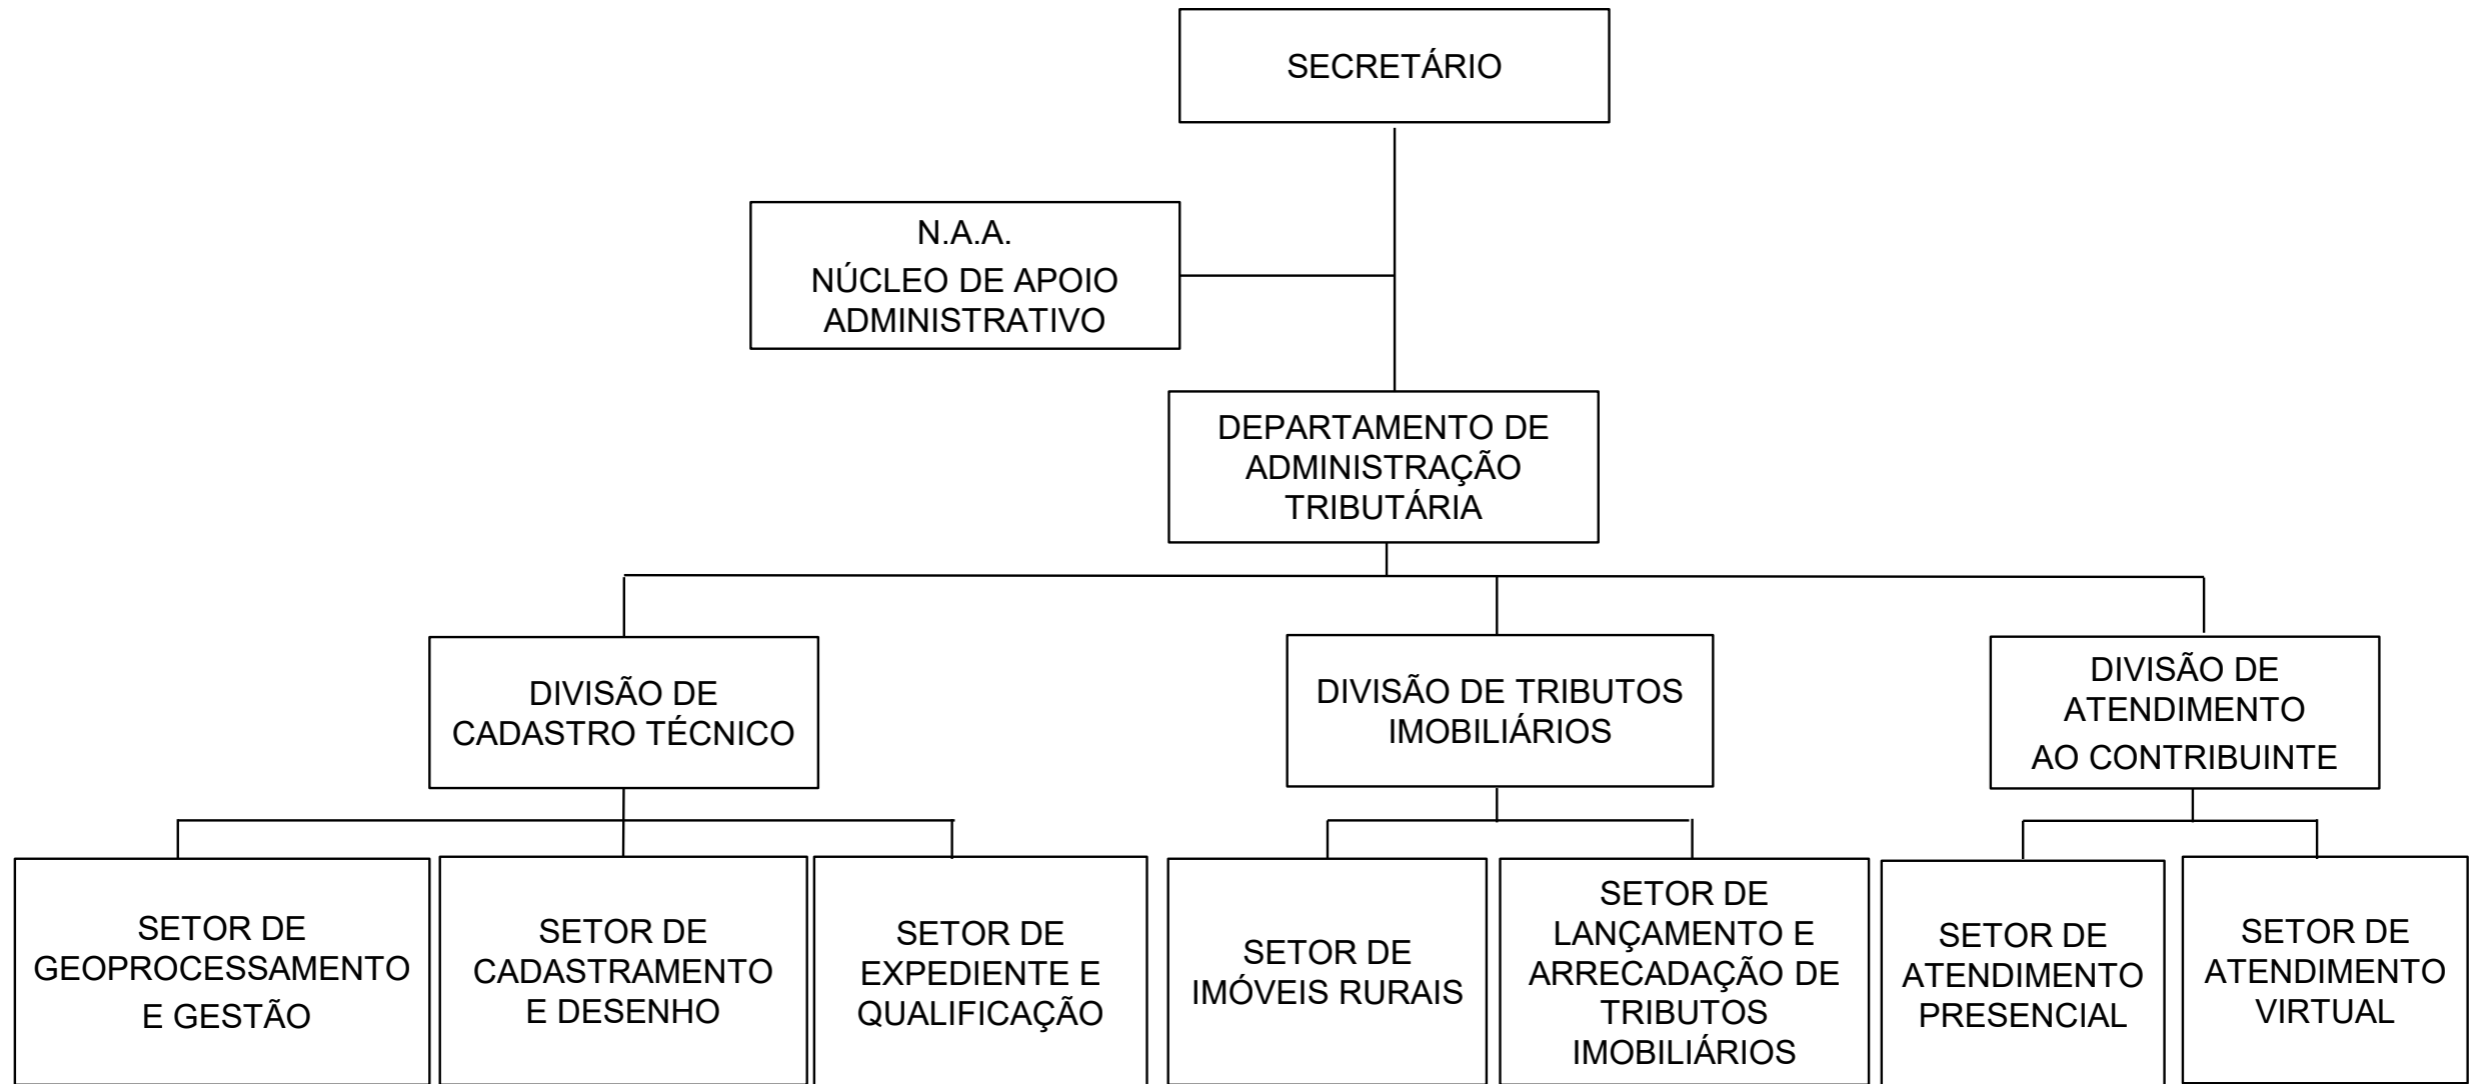 SECRETÁRIO
N.A.A.
NÚCLEO DE APOIO
ADMINISTRATIVO
DEPARTAMENTO DE
ADMINISTRAÇÃO
TRIBUTÁRIA
DIVISÃO DE
CADASTRO TÉCNICO
DIVISÃO DE TRIBUTOS
IMOBILIÁRIOS
DIVISÃO DE
ATENDIMENTO
AO CONTRIBUINTE
SETOR DE
GEOPROCESSAMENTO
E GESTÃO
SETOR DE
CADASTRAMENTO
E DESENHO
SETOR DE
EXPEDIENTE E
QUALIFICAÇÃO
SETOR DE
IMÓVEIS RURAIS
SETOR DE
LANÇAMENTO E
ARRECADAÇÃO DE
TRIBUTOS
IMOBILIÁRIOS
SETOR DE
ATENDIMENTO
PRESENCIAL
SETOR DE
ATENDIMENTO
VIRTUAL